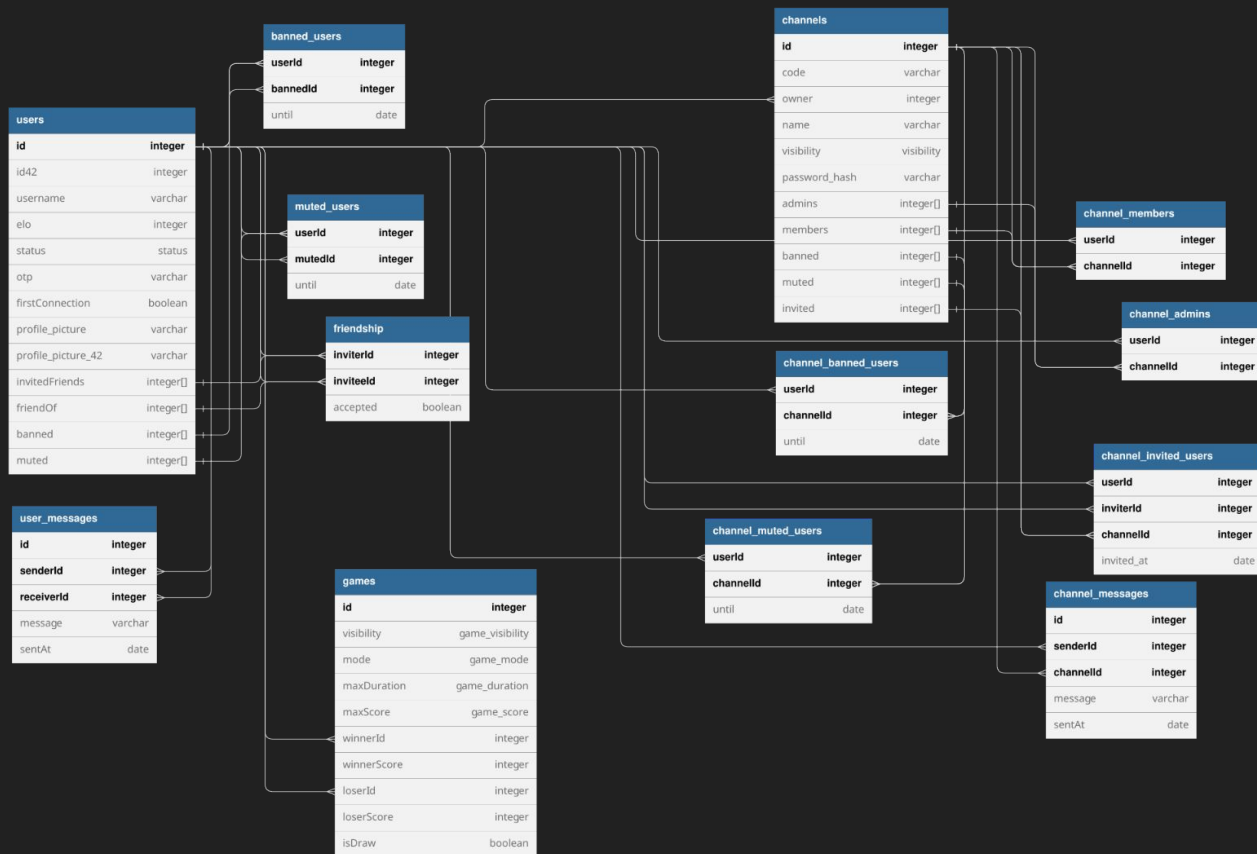 banned_users
userId integer
bannedId integer
until date
users
id integer
id42 integer
username varchar
elo integer
status status
otp varchar
firstConnection boolean
profile_picture varchar
profile_picture_42 varchar
invitedFriends integer[]
friendOf integer[]
banned integer[]
muted integer[]
muted_users
userId integer
mutedId integer
until date
friendship
inviterId integer
inviteeId integer
accepted boolean
user_messages
id integer
senderId integer
receiverId integer
message varchar
sentAt date
games
id integer
visibility game_visibility
mode game_mode
maxDuration game_duration
maxScore game_score
winnerId integer
winnerScore integer
loserId integer
loserScore integer
isDraw boolean
channels
id integer
code varchar
owner integer
name varchar
visibility visibility
password_hash varchar
admins integer[]
members integer[]
banned integer[]
muted integer[]
invited integer[]
channel_members
userId integer
channelId integer
channel_admins
userId integer
channelId integer
channel_banned_users
userId integer
channelId integer
until date
channel_invited_users
userId integer
inviterId integer
channelId integer
invited_at date
channel_muted_users
userId integer
channelId integer
until date
channel_messages
id integer
senderId integer
channelId integer
message varchar
sentAt date